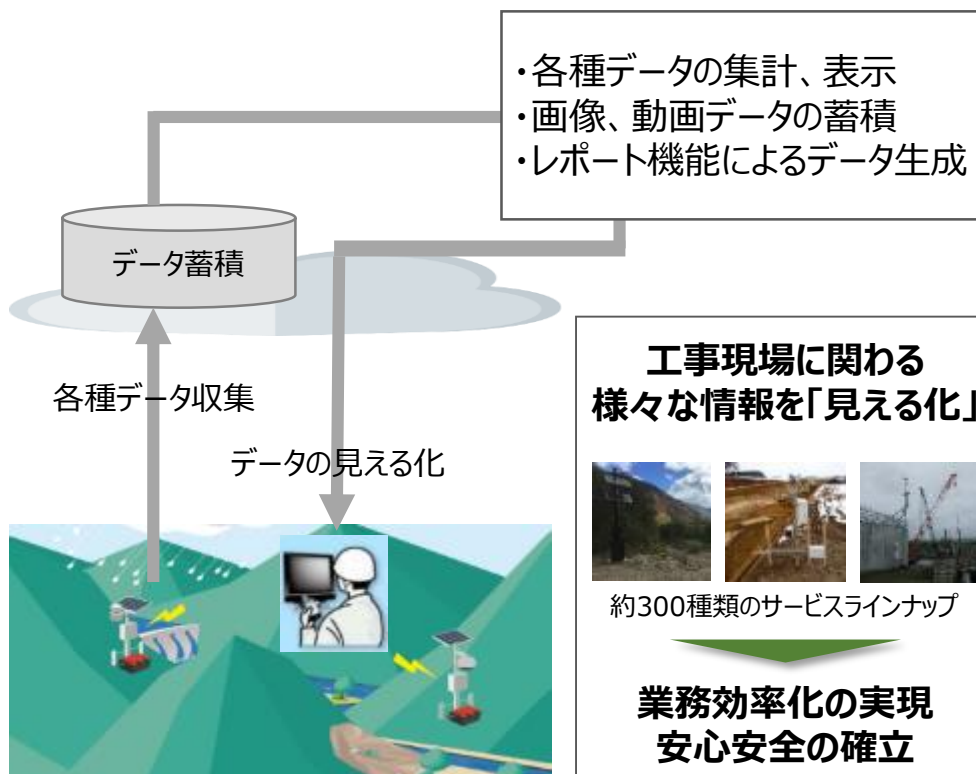 ・各種データの集計、表示
・画像、動画データの蓄積
・レポート機能によるデータ生成
データ蓄積
各種データ収集
データの見える化
工事現場に関わる
様々な情報を「見える化」
約300種類のサービスラインナップ
業務効率化の実現
安心安全の確立